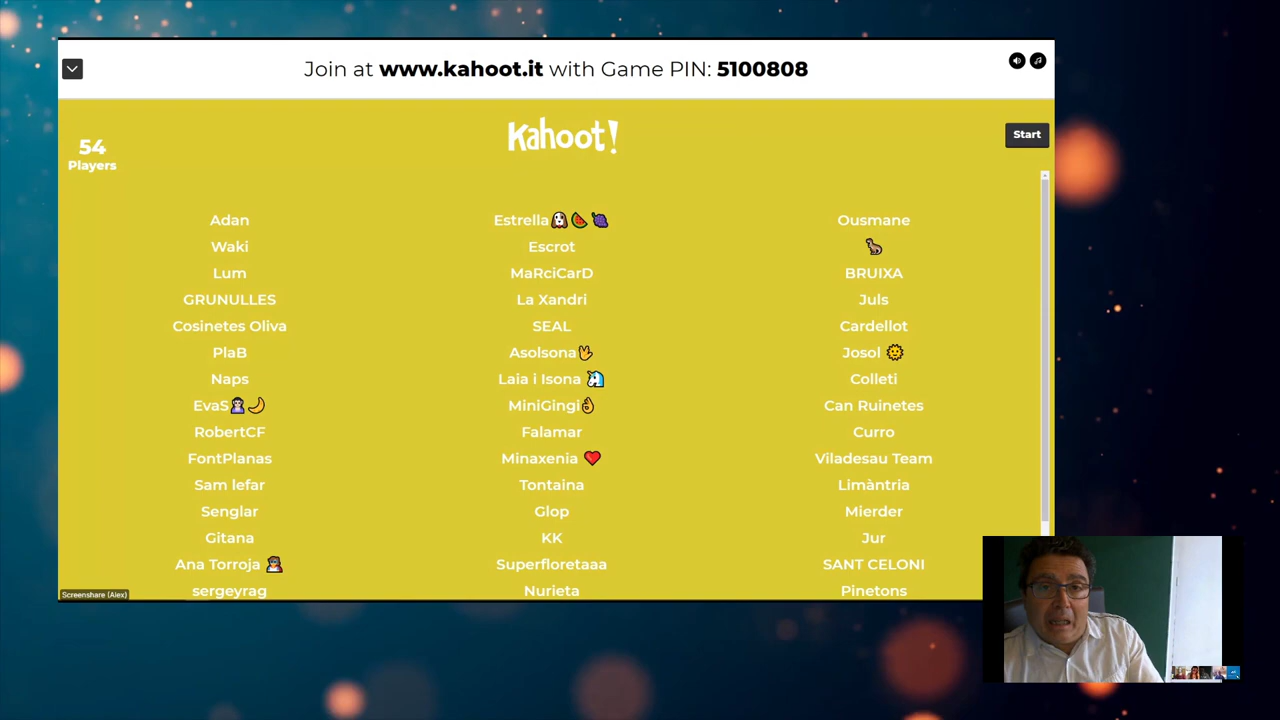 Join at www.kahoot.it with Game PIN: 5100808
Kahoot!
Start
54
Players
Adan
Estrella
Ousmane
Waki
Escrot
Lum
MaRciCarD
BRUIXA
GRUNULLES
La Xandri
Juls
Cosinetes Oliva
SEAL
Cardellot
PlaB
Asolsona
Josol
Naps
Laia i Isona
Colleti
EvaS
MiniGingi
Can Ruinetes
RobertCF
Falamar
Curro
FontPlanas
Minaxenia
Viladesau Team
Sam lefar
Tontaina
Limàntria
Senglar
Glop
Mierder
Gitana
KK
Jur
Ana Torroja
Superfloretaaa
SANT CELONI
sergeyrag
Nurieta
Pinetons
Screenshare (Alex)